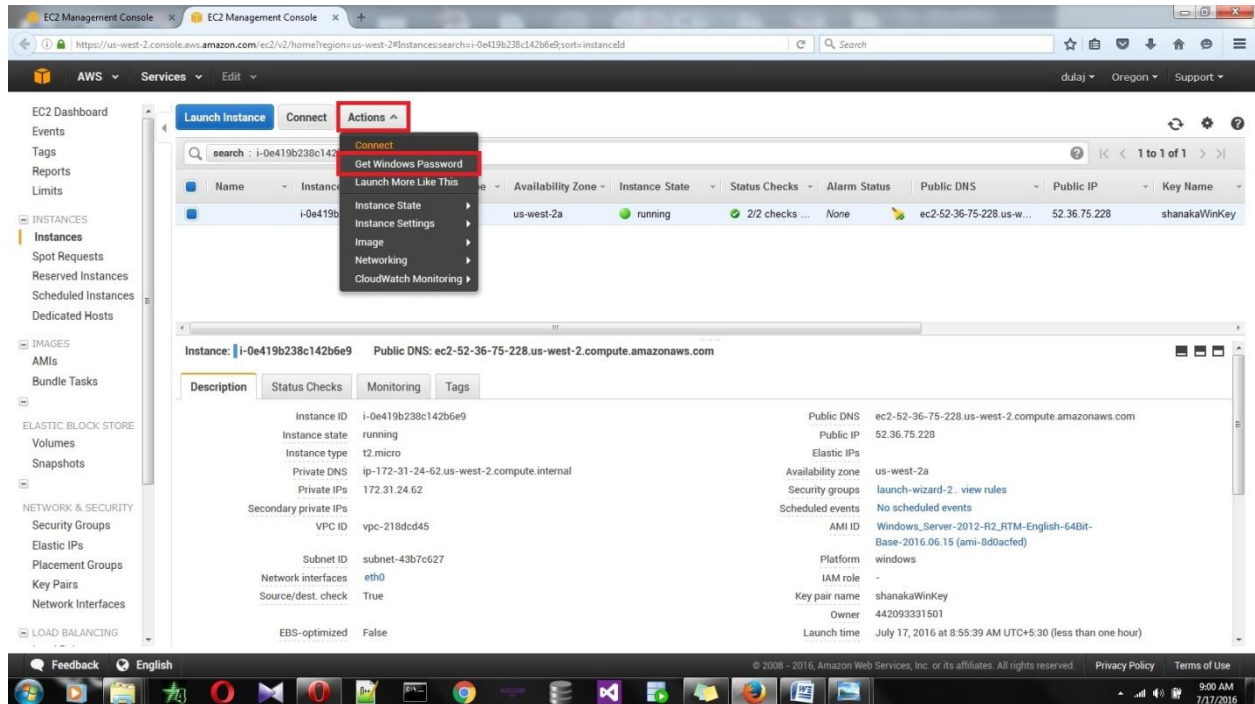 EC2 Management Console × EC2 Management Console × +
https://us-west-2.console.aws.amazon.com/ec2/v2/home?region=us-west-2#Instances:search=i-0e419b238c142b6e9;sort=instanceId Search
AWS Services Edit dulaj Oregon Support
EC2 Dashboard
Events
Tags
Reports
Limits
INSTANCES
Instances
Spot Requests
Reserved Instances
Scheduled Instances
Dedicated Hosts
IMAGES
AMIs
Bundle Tasks
ELASTIC BLOCK STORE
Volumes
Snapshots
NETWORK & SECURITY
Security Groups
Elastic IPs
Placement Groups
Key Pairs
Network Interfaces
LOAD BALANCING
Launch Instance Connect Actions
search : i-0e419b238c142 1 to 1 of 1
Connect
Get Windows Password
Launch More Like This
Instance State
Instance Settings
Image
Networking
CloudWatch Monitoring
Name Instance Availability Zone Instance State Status Checks Alarm Status Public DNS Public IP Key Name
i-0e419b us-west-2a running 2/2 checks ... None ec2-52-36-75-228.us-w... 52.36.75.228 shanakaWinKey
Instance: i-0e419b238c142b6e9 Public DNS: ec2-52-36-75-228.us-west-2.compute.amazonaws.com
Description Status Checks Monitoring Tags
Instance ID i-0e419b238c142b6e9
Instance state running
Instance type t2.micro
Private DNS ip-172-31-24-62.us-west-2.compute.internal
Private IPs 172.31.24.62
Secondary private IPs
VPC ID vpc-218dcd45
Subnet ID subnet-43b7c627
Network interfaces eth0
Source/dest. check True
EBS-optimized False
Public DNS ec2-52-36-75-228.us-west-2.compute.amazonaws.com
Public IP 52.36.75.228
Elastic IPs
Availability zone us-west-2a
Security groups launch-wizard-2. view rules
Scheduled events No scheduled events
AMI ID Windows_Server-2012-R2_RTM-English-64Bit-
Base-2016.06.15 (ami-8d0acfed)
Platform windows
IAM role -
Key pair name shanakaWinKey
Owner 442093331501
Launch time July 17, 2016 at 8:55:39 AM UTC+5:30 (less than one hour)
Feedback English © 2008 - 2016, Amazon Web Services, Inc. or its affiliates. All rights reserved. Privacy Policy Terms of Use
9:00 AM
7/17/2016